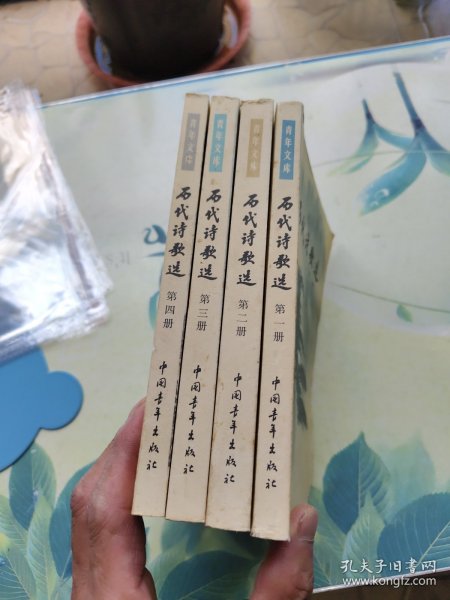 青年文库
历代诗歌选
第四册
中国青年出版社
青年文库
历代诗歌选
第三册
中国青年出版社
青年文库
历代诗歌选
第二册
中国青年出版社
青年文库
历代诗歌选
第一册
中国青年出版社
孔夫子旧书网
www.kongfz.com